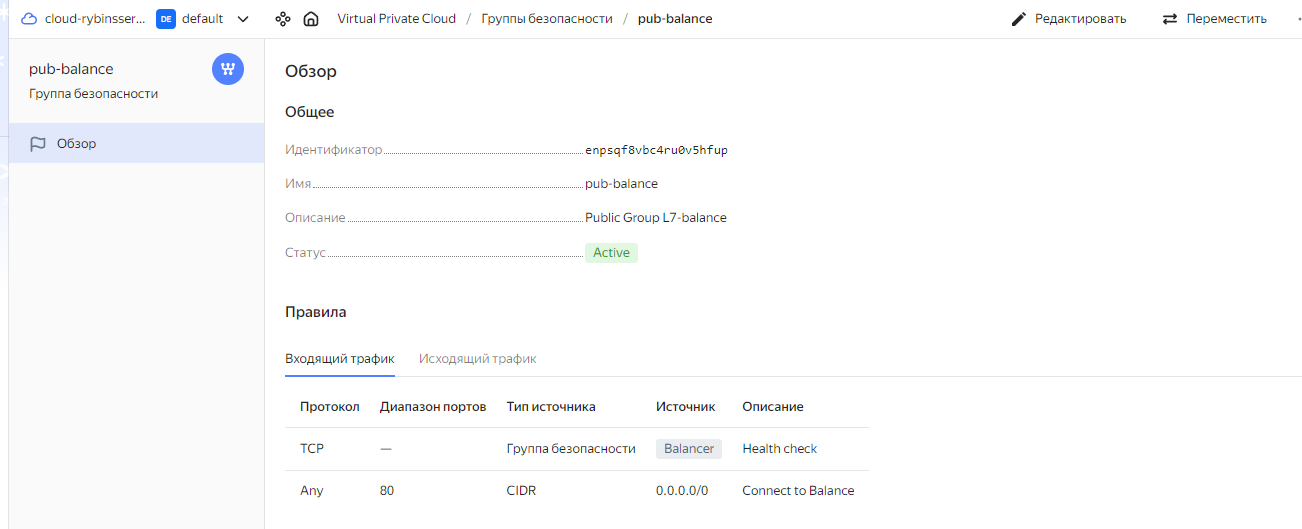 cloud-rybinsser... DE default Virtual Private Cloud / Группы безопасности / pub-balance Редактировать Переместить
pub-balance
Группа безопасности
Обзор
Обзор
Общее
Идентификатор enpsqf8vbc4ru0v5hfup
Имя pub-balance
Описание Public Group L7-balance
Статус Active
Правила
Входящий трафик Исходящий трафик
Протокол Диапазон портов Тип источника Источник Описание
TCP — Группа безопасности Balancer Health check
Any 80 CIDR 0.0.0.0/0 Connect to Balance